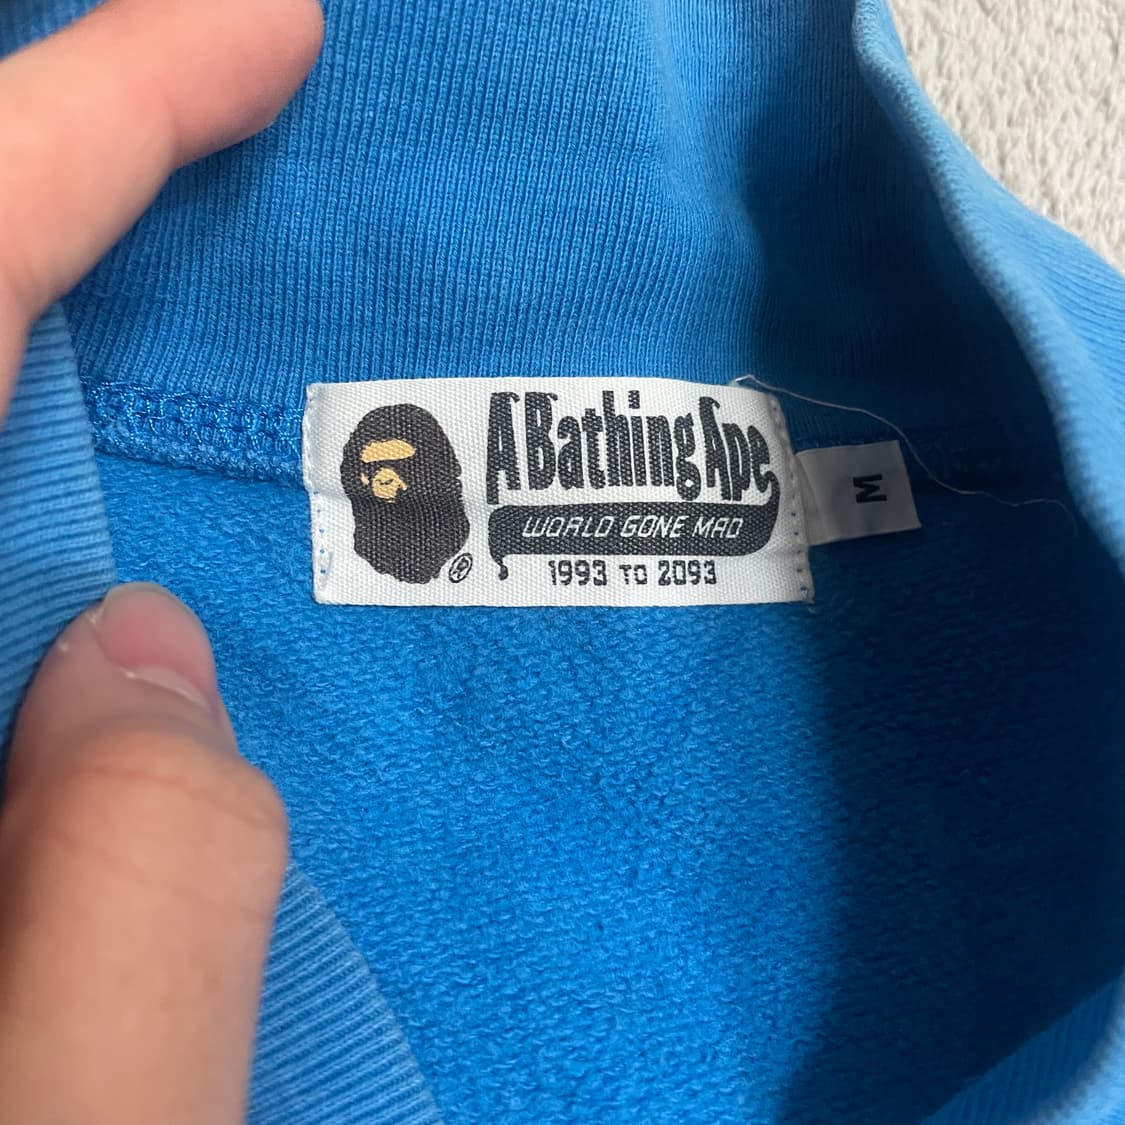 A Bathing Ape
WORLD GONE MAD
1993 TO 2093
M
®